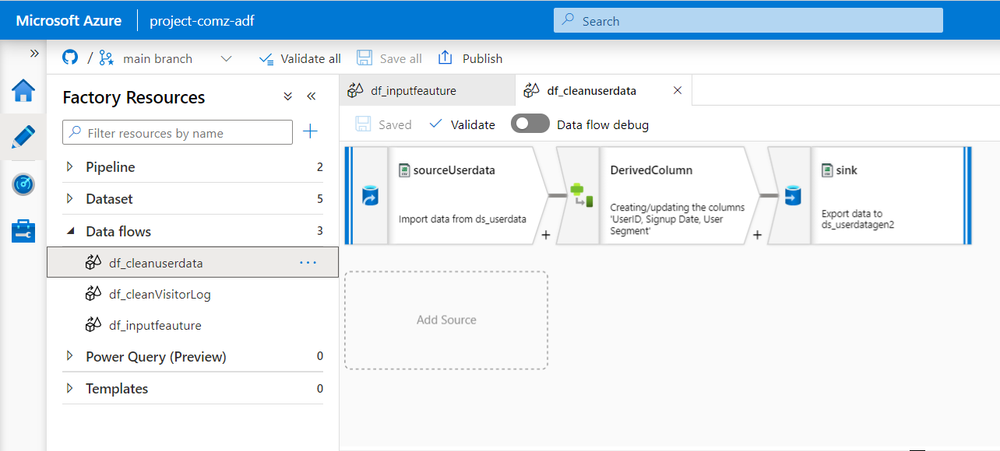 Microsoft Azure
project-comz-adf
Search
/ main branch
Validate all
Save all
Publish
Factory Resources
Filter resources by name
Pipeline 2
Dataset 5
Data flows 3
df_cleanuserdata
df_cleanVisitorLog
df_inputfeauture
Power Query (Preview) 0
Templates 0
df_inputfeauture
df_cleanuserdata
Saved
Validate
Data flow debug
sourceUserdata
Import data from ds_userdata
+
DerivedColumn
Creating/updating the columns
'UserID, Signup Date, User
Segment'
+
sink
Export data to
ds_userdatagen2
Add Source